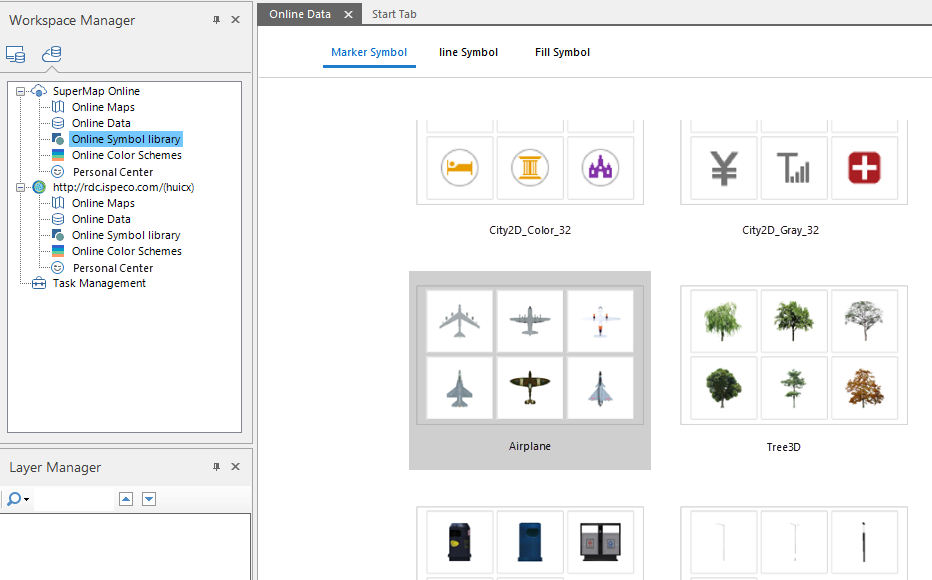 Workspace Manager
SuperMap Online
Online Maps
Online Data
Online Symbol library
Online Color Schemes
Personal Center
http://rdc.ispeco.com/(huicx)
Online Maps
Online Data
Online Symbol library
Online Color Schemes
Personal Center
Task Management
Layer Manager
Online Data
Start Tab
Marker Symbol
line Symbol
Fill Symbol
City2D_Color_32
City2D_Gray_32
Airplane
Tree3D